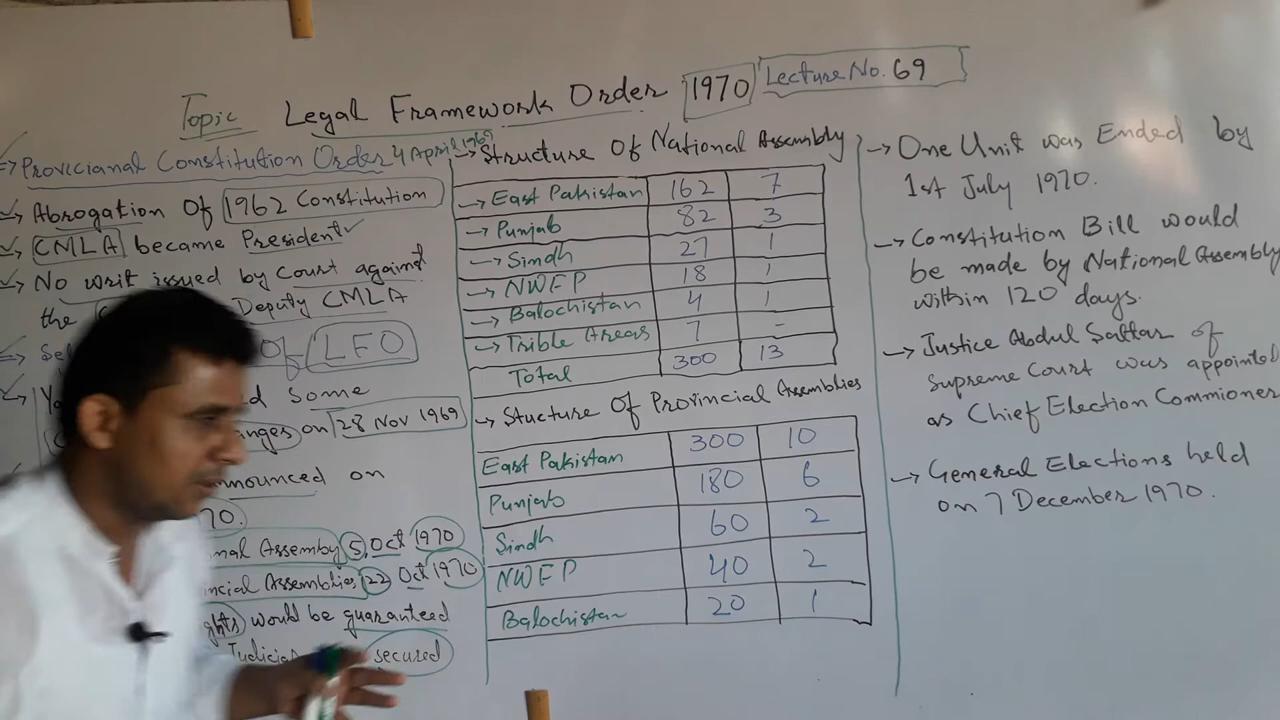 Topic Legal Framework Order 1970 Lecture No. 69
→ Provicianal Constitution Order 4 April 1969
Abrogation Of 1962 Constitution
CMLA became President
No writ issued by Court against
the Deputy CMLA
Of LFO
Some
on 28 Nov 1969
on
70.
Assembly 5 Oct 1970
Assemblies 22 Oct 1970
would be guaranteed
secured
→ Structure Of National Assembly
→ East Pakistan 162 7
→ Punjab 82 3
→ Sindh 27 1
→ NWFP 18 1
→ Balochistan 4 1
→ Trible Areas 7 -
Total 300 13
→ Stucture Of Provincial Assemblies
East Pakistan 300 10
Punjab 180 6
Sindh 60 2
NWFP 40 2
Balochistan 20 1
→ One Unit was Ended by
1st July 1970.
→ Constitution Bill would
be made by National Assembly
within 120 days.
→ Justice Abdul Sattar of
Supreme Court was appointed
as Chief Election Commioner
→ General Elections held
on 7 December 1970.